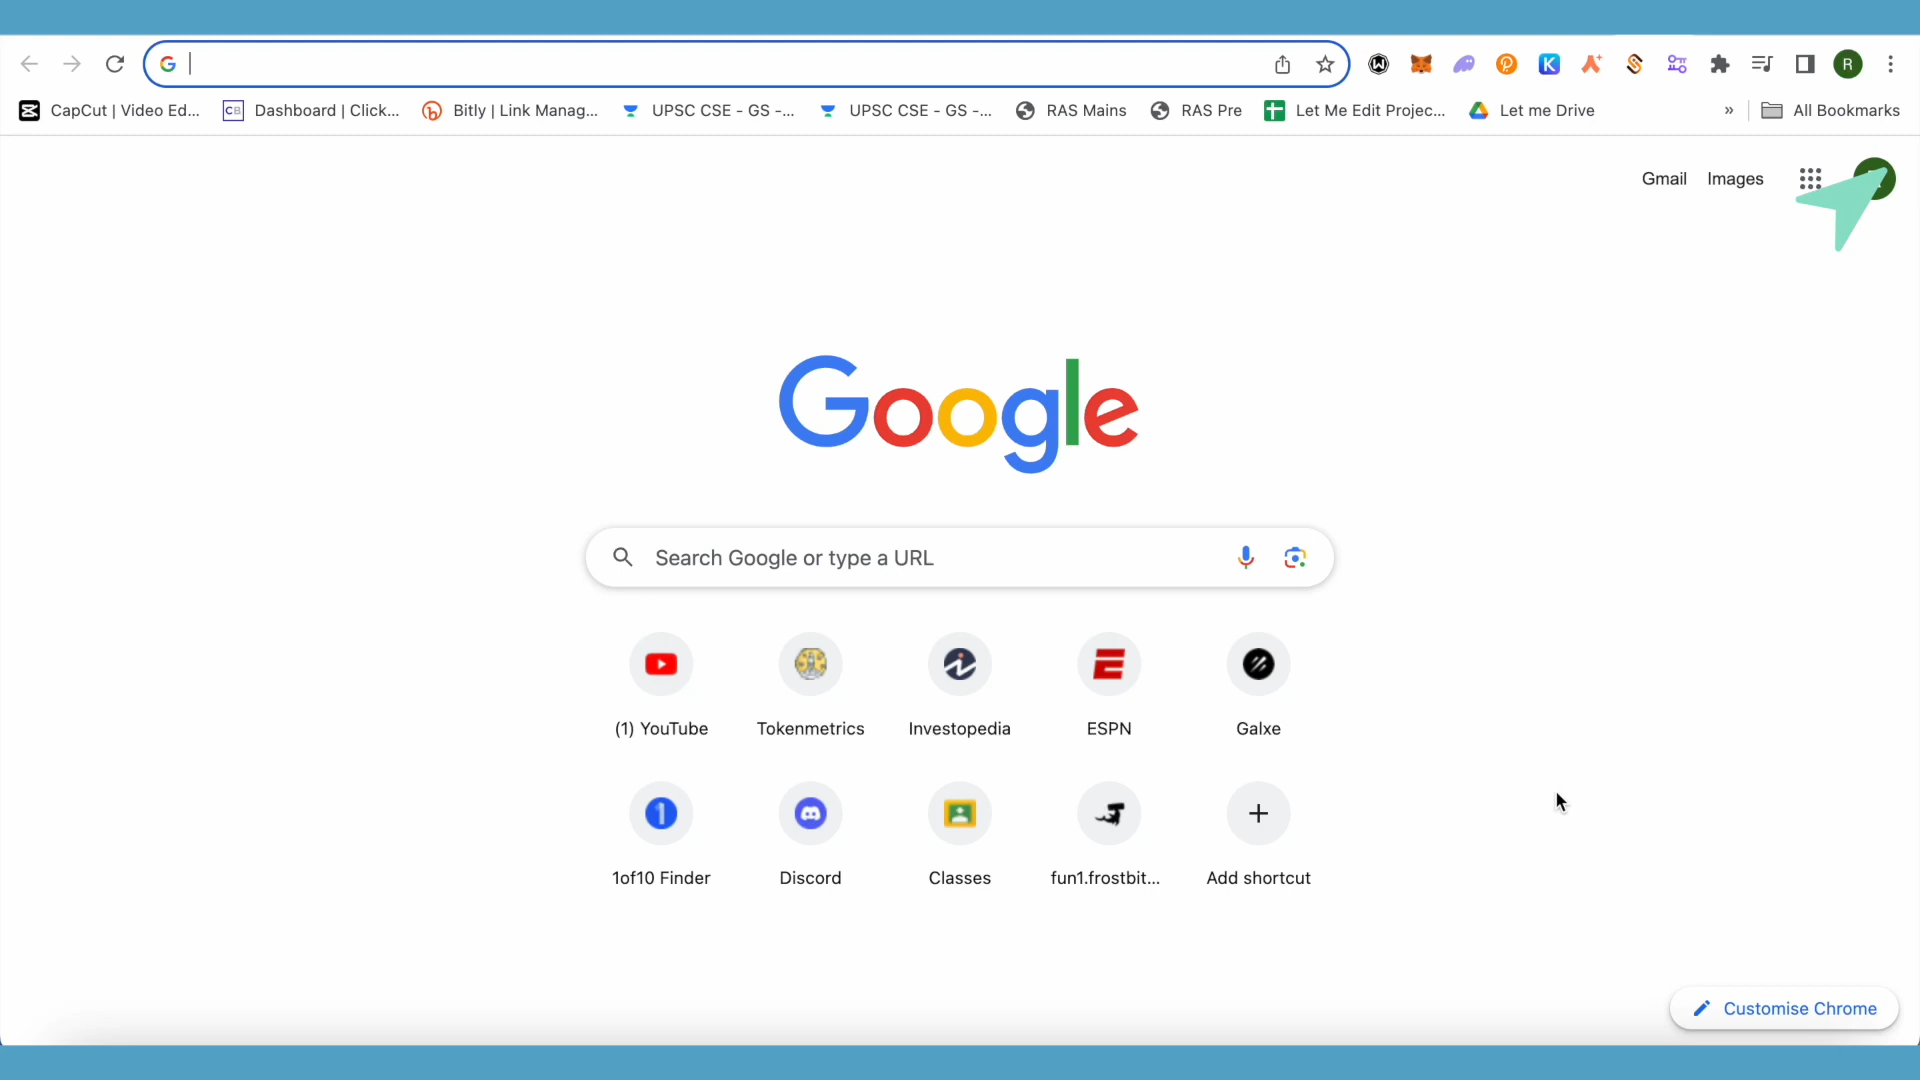 CapCut | Video Ed... CB Dashboard | Click... Bitly | Link Manag... UPSC CSE - GS -... UPSC CSE - GS -... RAS Mains RAS Pre Let Me Edit Projec... Let me Drive » All Bookmarks
R
Gmail Images
Google
Search Google or type a URL
(1) YouTube Tokenmetrics Investopedia ESPN Galxe
1of10 Finder Discord Classes fun1.frostbit... Add shortcut
Customise Chrome